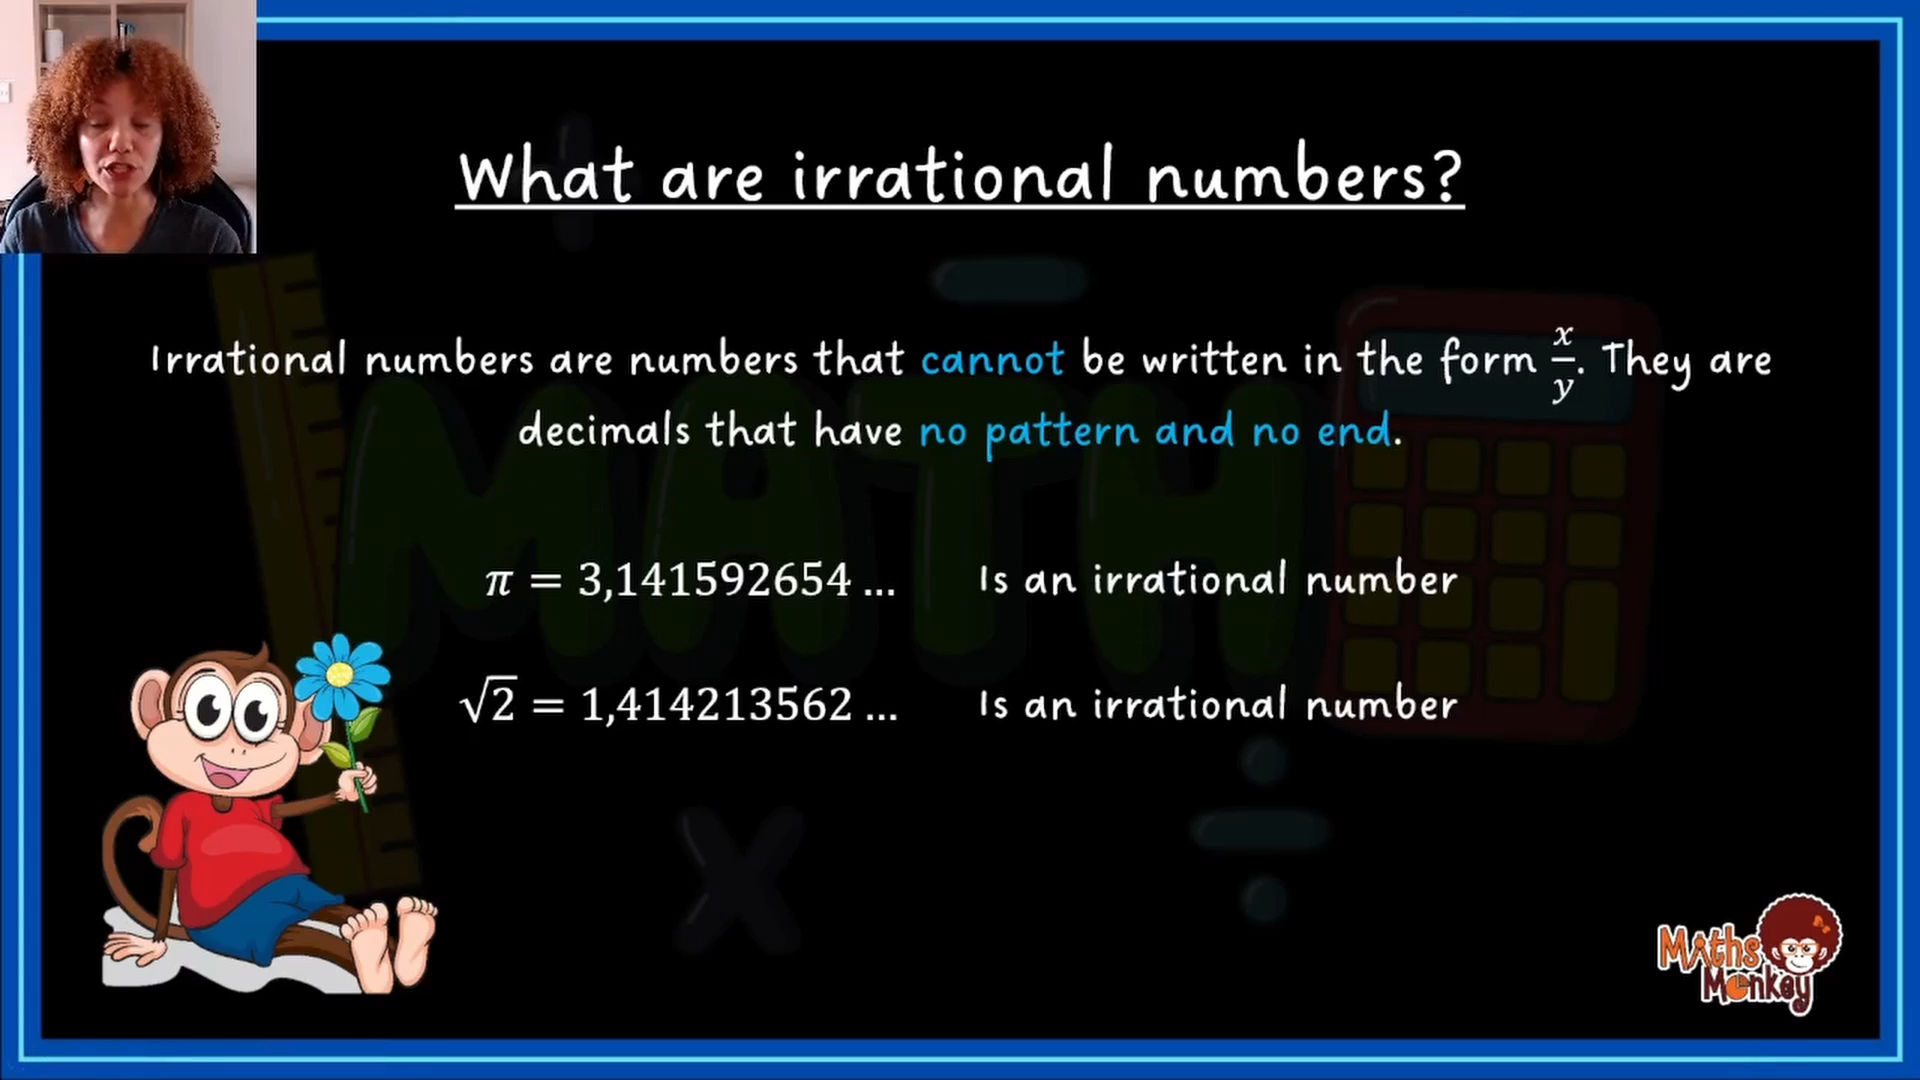 What are irrational numbers?
Irrational numbers are numbers that cannot be written in the form x/y. They are
decimals that have no pattern and no end.
π = 3,141592654 ... Is an irrational number
√2 = 1,414213562 ... Is an irrational number
MATH
Maths
Monkey